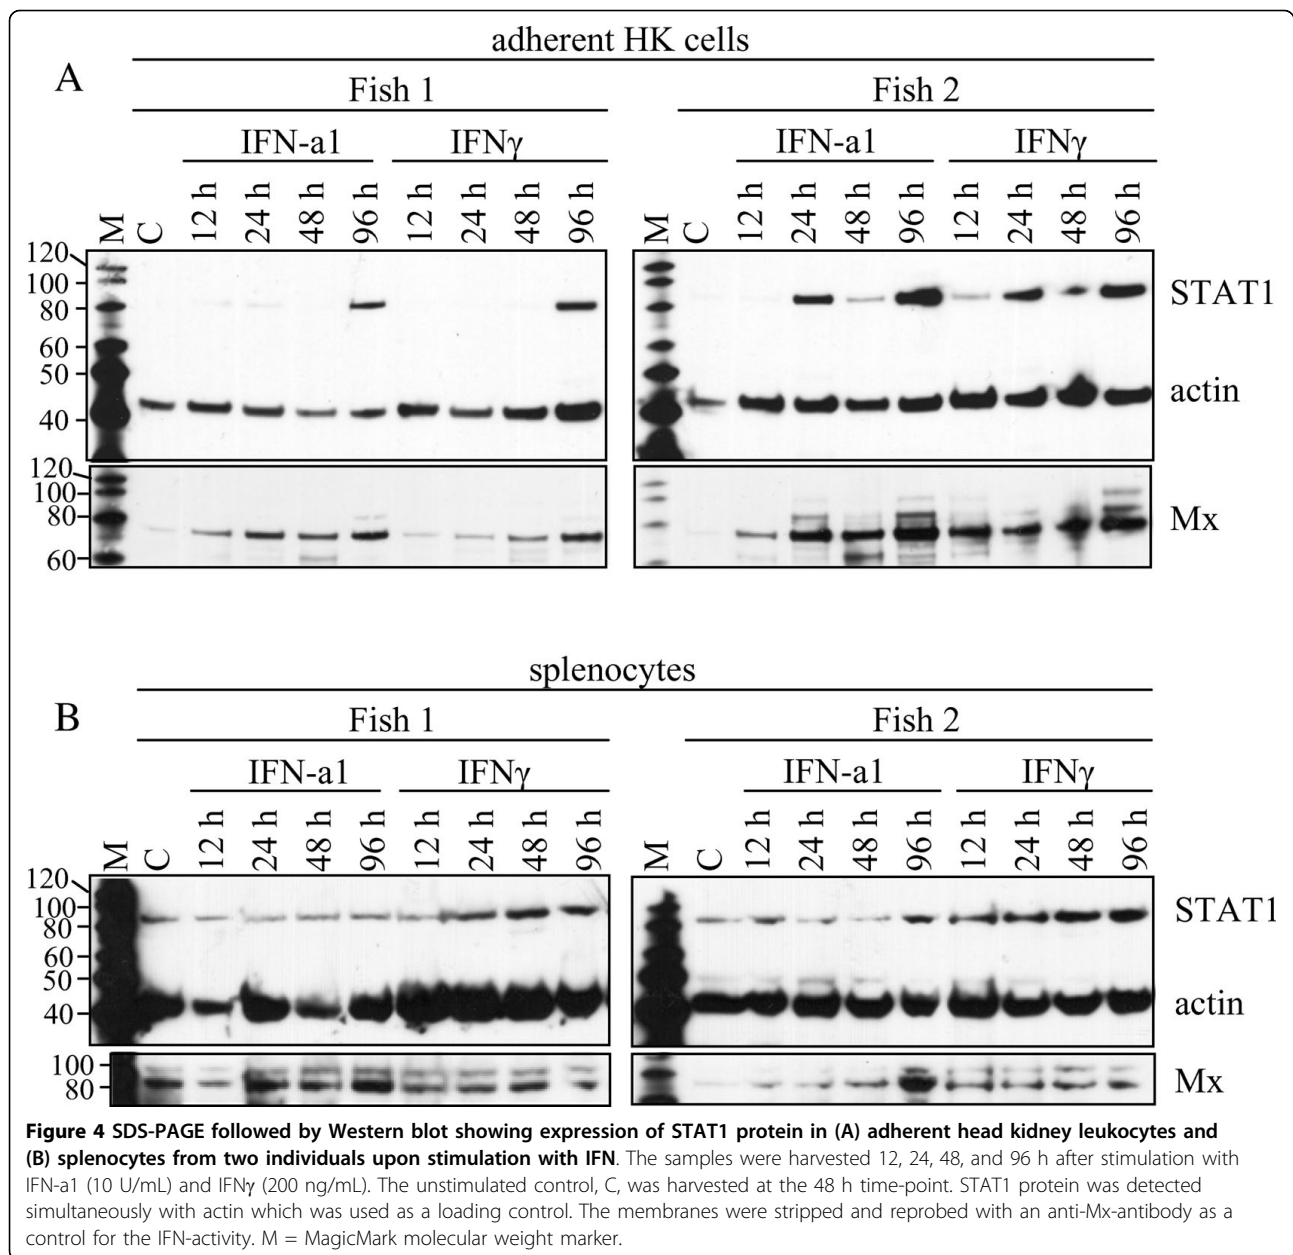 adherent HK cells
A
Fish 1 Fish 2
IFN-a1 IFNγ IFN-a1 IFNγ
M C 12 h 24 h 48 h 96 h 12 h 24 h 48 h 96 h M C 12 h 24 h 48 h 96 h 12 h 24 h 48 h 96 h
120
100
80
60
50
40
STAT1
actin
120
100
80
60
Mx
splenocytes
B
Fish 1 Fish 2
IFN-a1 IFNγ IFN-a1 IFNγ
M C 12 h 24 h 48 h 96 h 12 h 24 h 48 h 96 h M C 12 h 24 h 48 h 96 h 12 h 24 h 48 h 96 h
120
100
80
60
50
40
STAT1
actin
100
80
Mx
Figure 4 SDS-PAGE followed by Western blot showing expression of STAT1 protein in (A) adherent head kidney leukocytes and
(B) splenocytes from two individuals upon stimulation with IFN. The samples were harvested 12, 24, 48, and 96 h after stimulation with
IFN-a1 (10 U/mL) and IFNγ (200 ng/mL). The unstimulated control, C, was harvested at the 48 h time-point. STAT1 protein was detected
simultaneously with actin which was used as a loading control. The membranes were stripped and reprobed with an anti-Mx-antibody as a
control for the IFN-activity. M = MagicMark molecular weight marker.